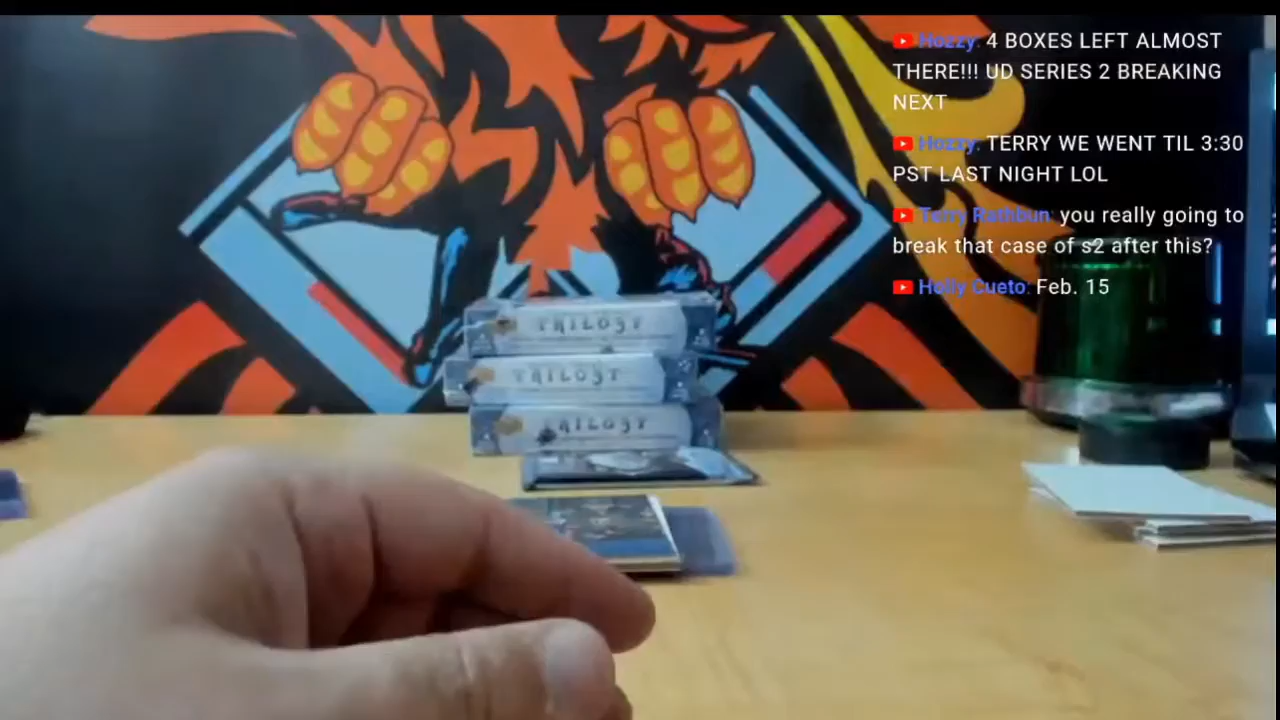 Hozzy: 4 BOXES LEFT ALMOST
THERE!!! UD SERIES 2 BREAKING
NEXT
Hozzy: TERRY WE WENT TIL 3:30
PST LAST NIGHT LOL
Terry Rathbun: you really going to
break that case of s2 after this?
Holly Cueto: Feb. 15
TRILOGY
TRILOGY
TRILOGY